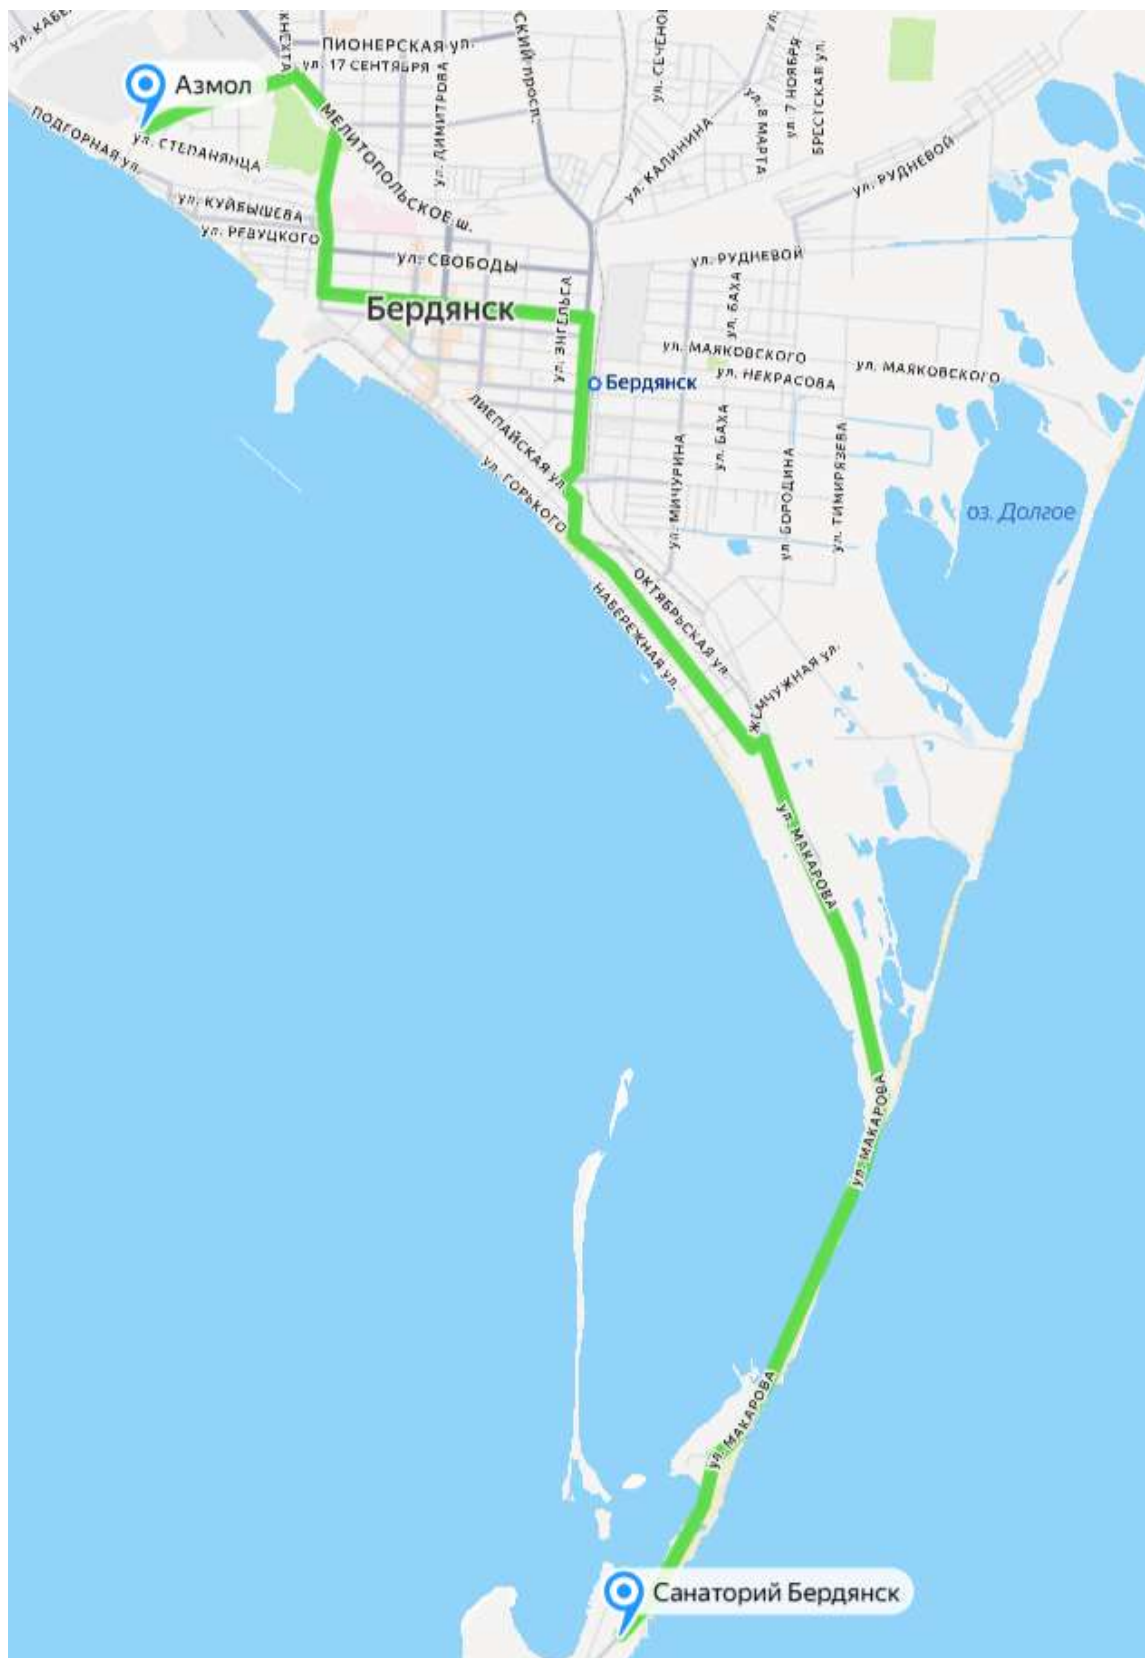 ПИОНЕРСКАЯ ул.
ул. 17 СЕНТЯБРЯ
Азмол
МЕЛИТОПОЛЬСКОЕ ш.
ул. ДИМИТРОВА
СКИЙ просп.
ул. СЕЧЕНО
ул. 8 МАРТА
ул. 7 НОЯБРЯ
БРЕСТСКАЯ ул.
ул. КАЛИНИНА
ул. РУДНЕВОЙ
ПОДГОРНАЯ ул.
ул. СТЕПАНЯНЦА
ул. КУЙБЫШЕВА
ул. РЕВУЦКОГО
ул. СВОБОДЫ
ул. РУДНЕВОЙ
Бердянск
ул. ЭНГЕЛЬСА
ул. БАХА
ул. МАЯКОВСКОГО
ул. МАЯКОВСКОГО
ул. НЕКРАСОВА
Бердянск
ЛИЕПАЙСКАЯ ул.
ул. ГОРЬКОГО
ул. МИЧУРИНА
ул. БАХА
ул. БОРОДИНА
ул. ТИМИРЯЗЕВА
оз. Долгое
ОКТЯБРЬСКАЯ ул.
НАБЕРЕЖНАЯ ул.
ЖЕМЧУЖНАЯ ул.
ул. МАКАРОВА
ул. МАКАРОВА
ул. МАКАРОВА
Санаторий Бердянск